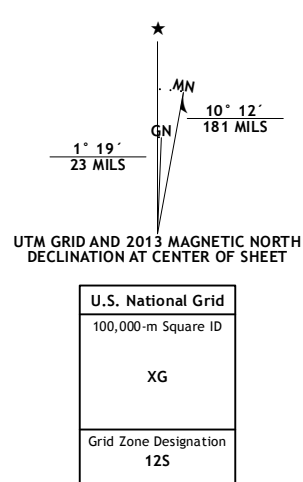 ★
MN
GN
10° 12´
181 MILS
1° 19´
23 MILS
UTM GRID AND 2013 MAGNETIC NORTH
DECLINATION AT CENTER OF SHEET
U.S. National Grid
100,000-m Square ID
XG
Grid Zone Designation
12S